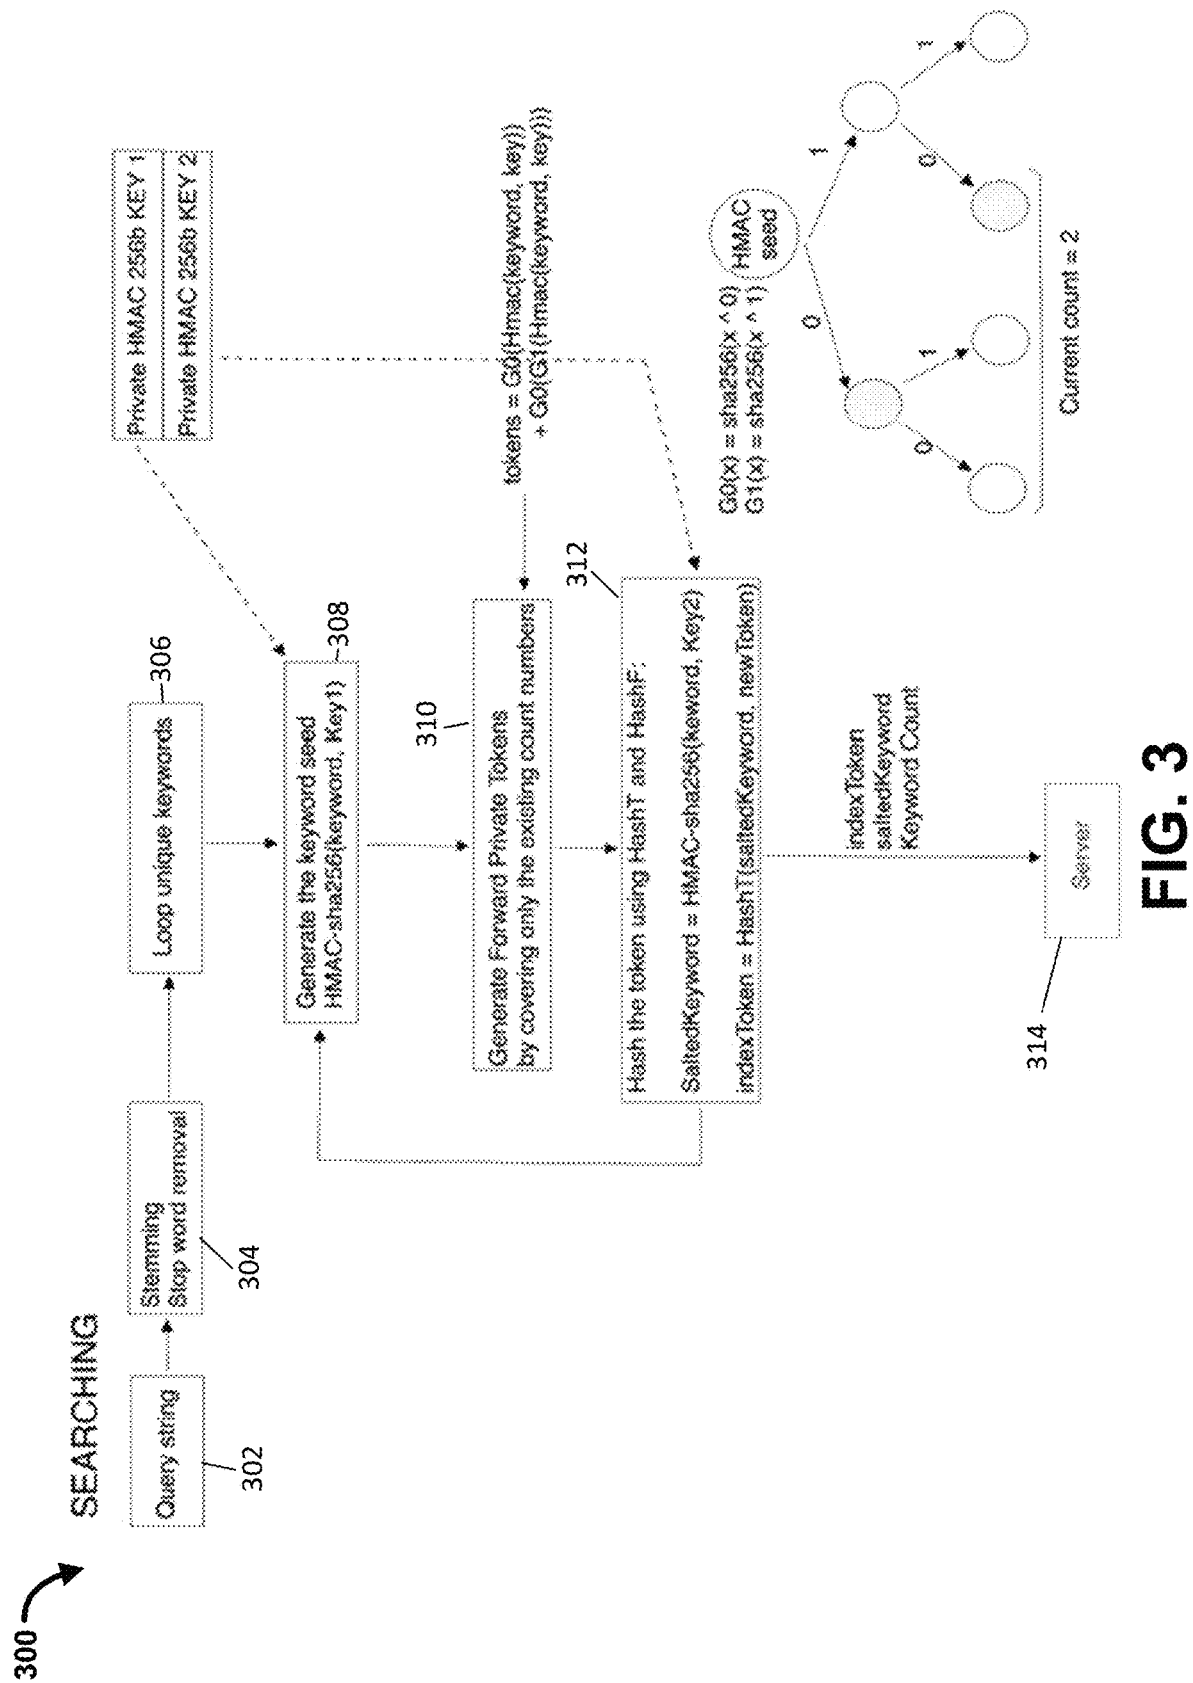 300
SEARCHING
Query string
302
Stemming
Stop word removal
304
Loop unique keywords
306
Private HMAC 256b KEY 1
Private HMAC 256b KEY 2
Generate the keyword seed
HMAC-sha256(keyword, Key1)
308
310
Generate Forward Private Tokens
by covering only the existing count numbers
tokens = G0(Hmac(keyword, key))
+ G0(G1(Hmac(keyword, key)))
312
Hash the token using HashT and HashF:
SaltedKeyword = HMAC-sha256(keword, Key2)
indexToken = HashT(saltedKeyword, newToken)
G0(x) = sha256(x ^ 0)
G1(x) = sha256(x ^ 1)
HMAC
seed
0
1
0
1
0
1
Current count = 2
indexToken
saltedKeyword
Keyword Count
Server
314
FIG. 3